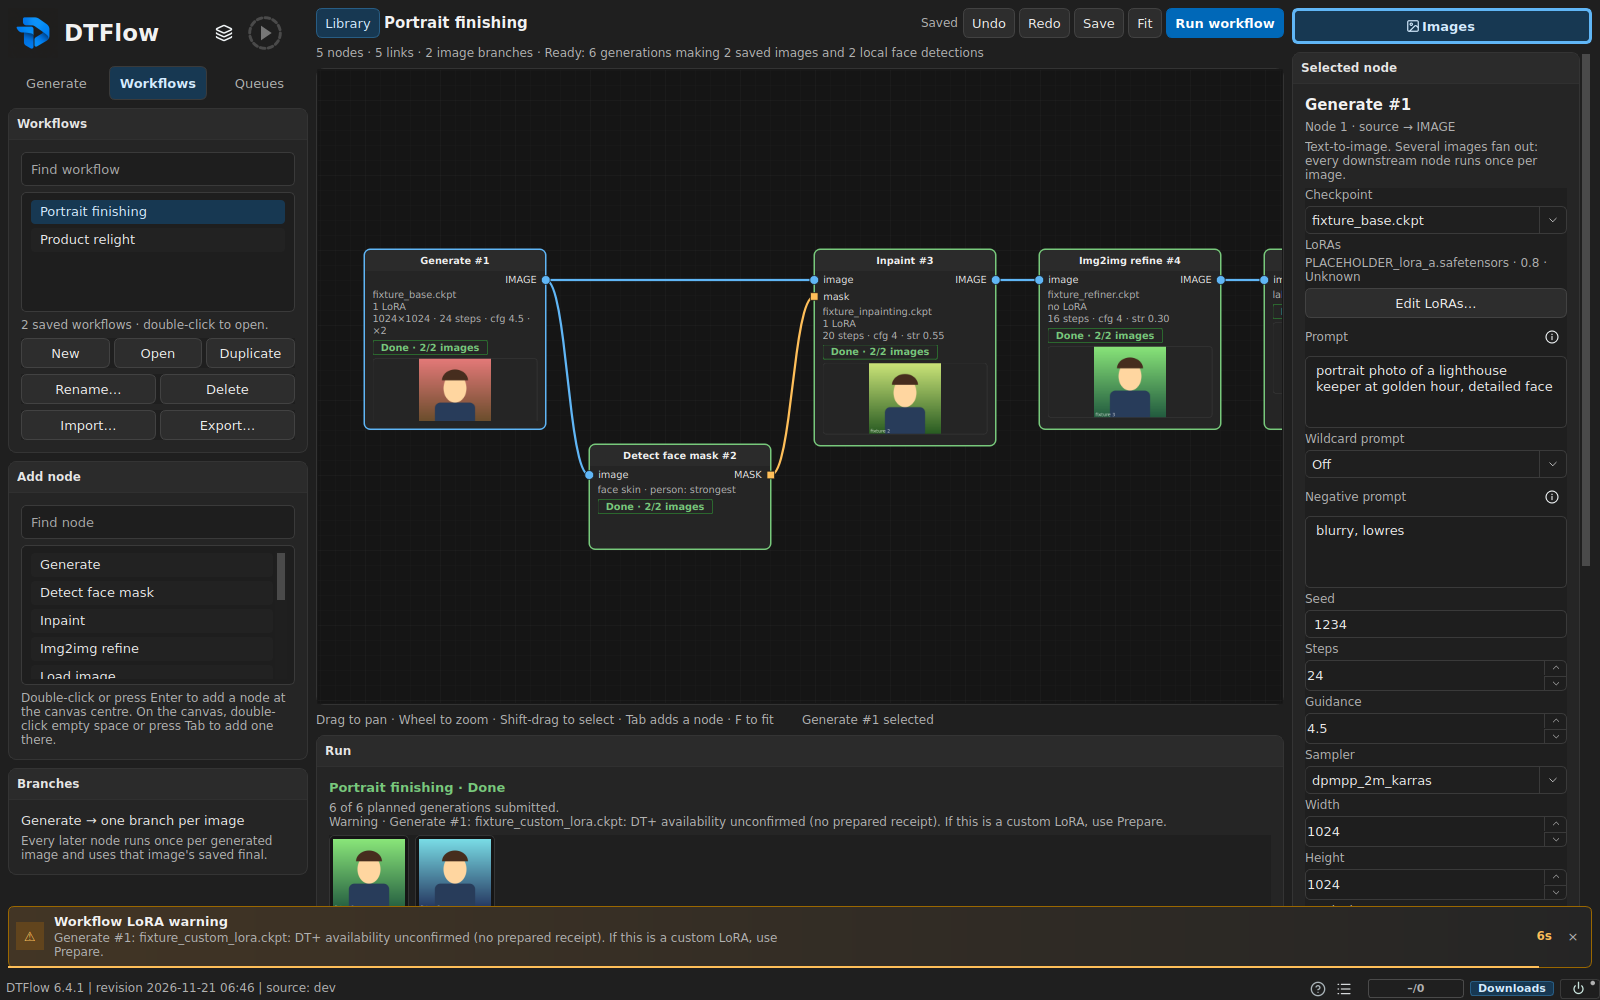 DTFlow
Generate
Workflows
Queues
Workflows
Find workflow
Portrait finishing
Product relight
2 saved workflows · double-click to open.
New
Open
Duplicate
Rename…
Delete
Import…
Export…
Add node
Find node
Generate
Detect face mask
Inpaint
Img2img refine
Load image
Double-click or press Enter to add a node at
the canvas centre. On the canvas, double-
click empty space or press Tab to add one
there.
Branches
Generate → one branch per image
Every later node runs once per generated
image and uses that image's saved final.
Library
Portrait finishing
Saved
Undo
Redo
Save
Fit
Run workflow
5 nodes · 5 links · 2 image branches · Ready: 6 generations making 2 saved images and 2 local face detections
Generate #1
IMAGE
fixture_base.ckpt
1 LoRA
1024×1024 · 24 steps · cfg 4.5 ·
×2
Done · 2/2 images
Detect face mask #2
image
MASK
face skin · person: strongest
Done · 2/2 images
Inpaint #3
image
IMAGE
mask
fixture_inpainting.ckpt
1 LoRA
20 steps · cfg 4 · str 0.55
Done · 2/2 images
fixture 2
Img2img refine #4
image
IMAGE
fixture_refiner.ckpt
no LoRA
16 steps · cfg 4 · str 0.30
Done · 2/2 images
fixture 3
Drag to pan · Wheel to zoom · Shift-drag to select · Tab adds a node · F to fit
Generate #1 selected
Run
Portrait finishing · Done
6 of 6 planned generations submitted.
Warning · Generate #1: fixture_custom_lora.ckpt: DT+ availability unconfirmed (no prepared receipt). If this is a custom LoRA, use Prepare.
Images
Selected node
Generate #1
Node 1 · source → IMAGE
Text-to-image. Several images fan out:
every downstream node runs once per
image.
Checkpoint
fixture_base.ckpt
LoRAs
PLACEHOLDER_lora_a.safetensors · 0.8 ·
Unknown
Edit LoRAs…
Prompt
portrait photo of a lighthouse
keeper at golden hour, detailed face
Wildcard prompt
Off
Negative prompt
blurry, lowres
Seed
1234
Steps
24
Guidance
4.5
Sampler
dpmpp_2m_karras
Width
1024
Height
1024
Workflow LoRA warning
Generate #1: fixture_custom_lora.ckpt: DT+ availability unconfirmed (no prepared receipt). If this is a custom LoRA, use
Prepare.
6s
DTFlow 6.4.1 | revision 2026-11-21 06:46 | source: dev
–/0
Downloads